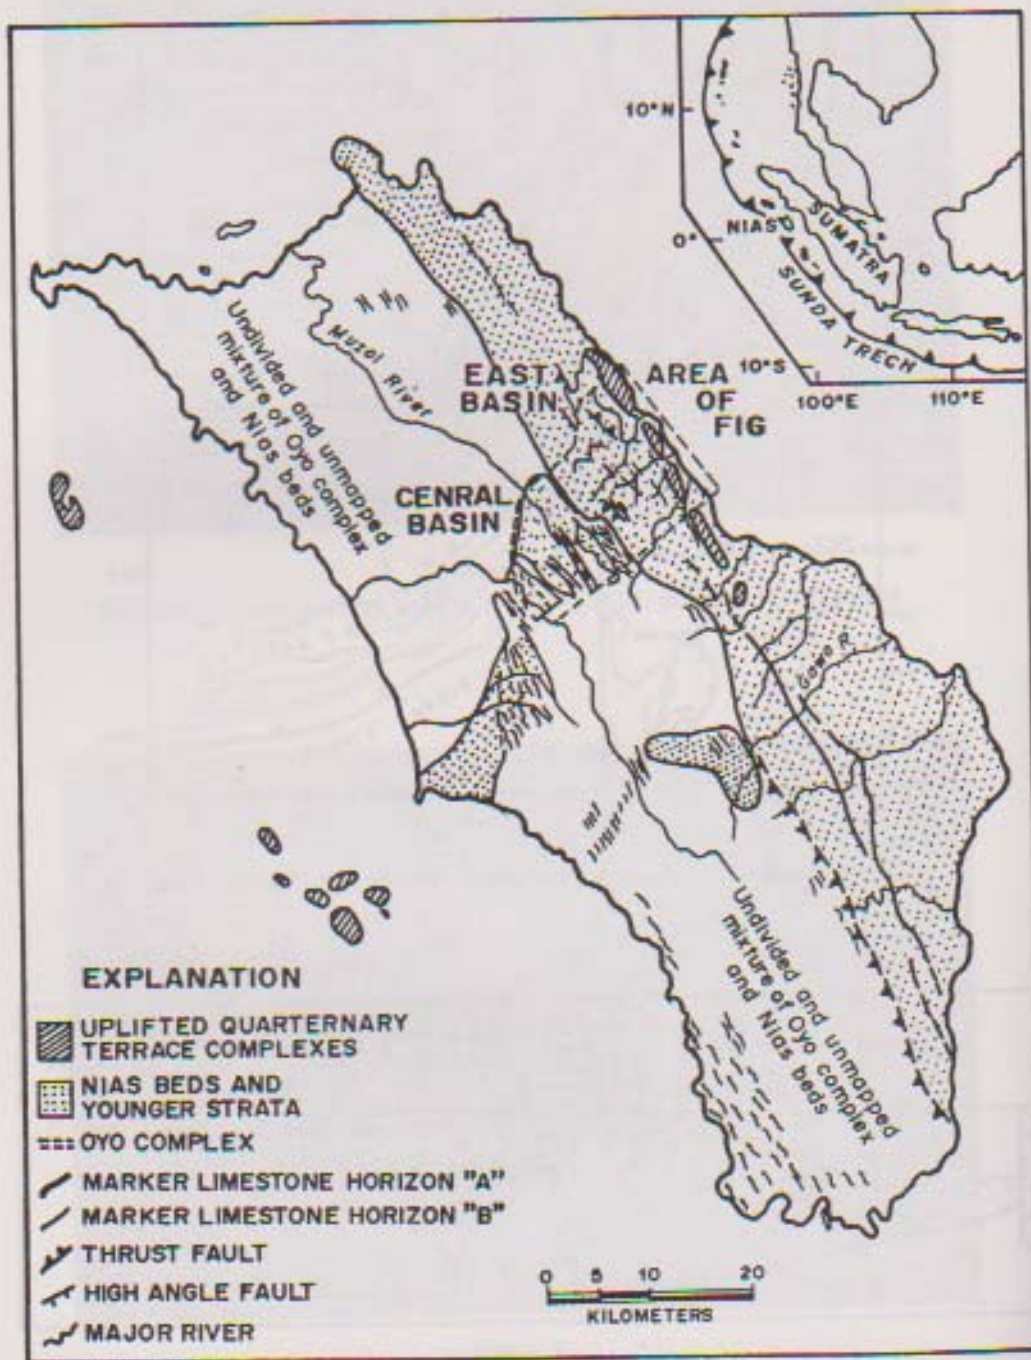 10°N
NIAS
0°
SUMATRA
SUNDA TRECH
10°S
100°E
110°E
Undivided and unmapped
mixture of Oyo complex
and Nias beds
Muzoi River
EAST
BASIN
AREA
OF
FIG
CENRAL
BASIN
Gowo R.
Undivided and unmapped
mixture of Oyo complex
and Nias beds
EXPLANATION
UPLIFTED QUARTERNARY
TERRACE COMPLEXES
NIAS BEDS AND
YOUNGER STRATA
OYO COMPLEX
MARKER LIMESTONE HORIZON "A"
MARKER LIMESTONE HORIZON "B"
THRUST FAULT
HIGH ANGLE FAULT
MAJOR RIVER
0 5 10 20
KILOMETERS